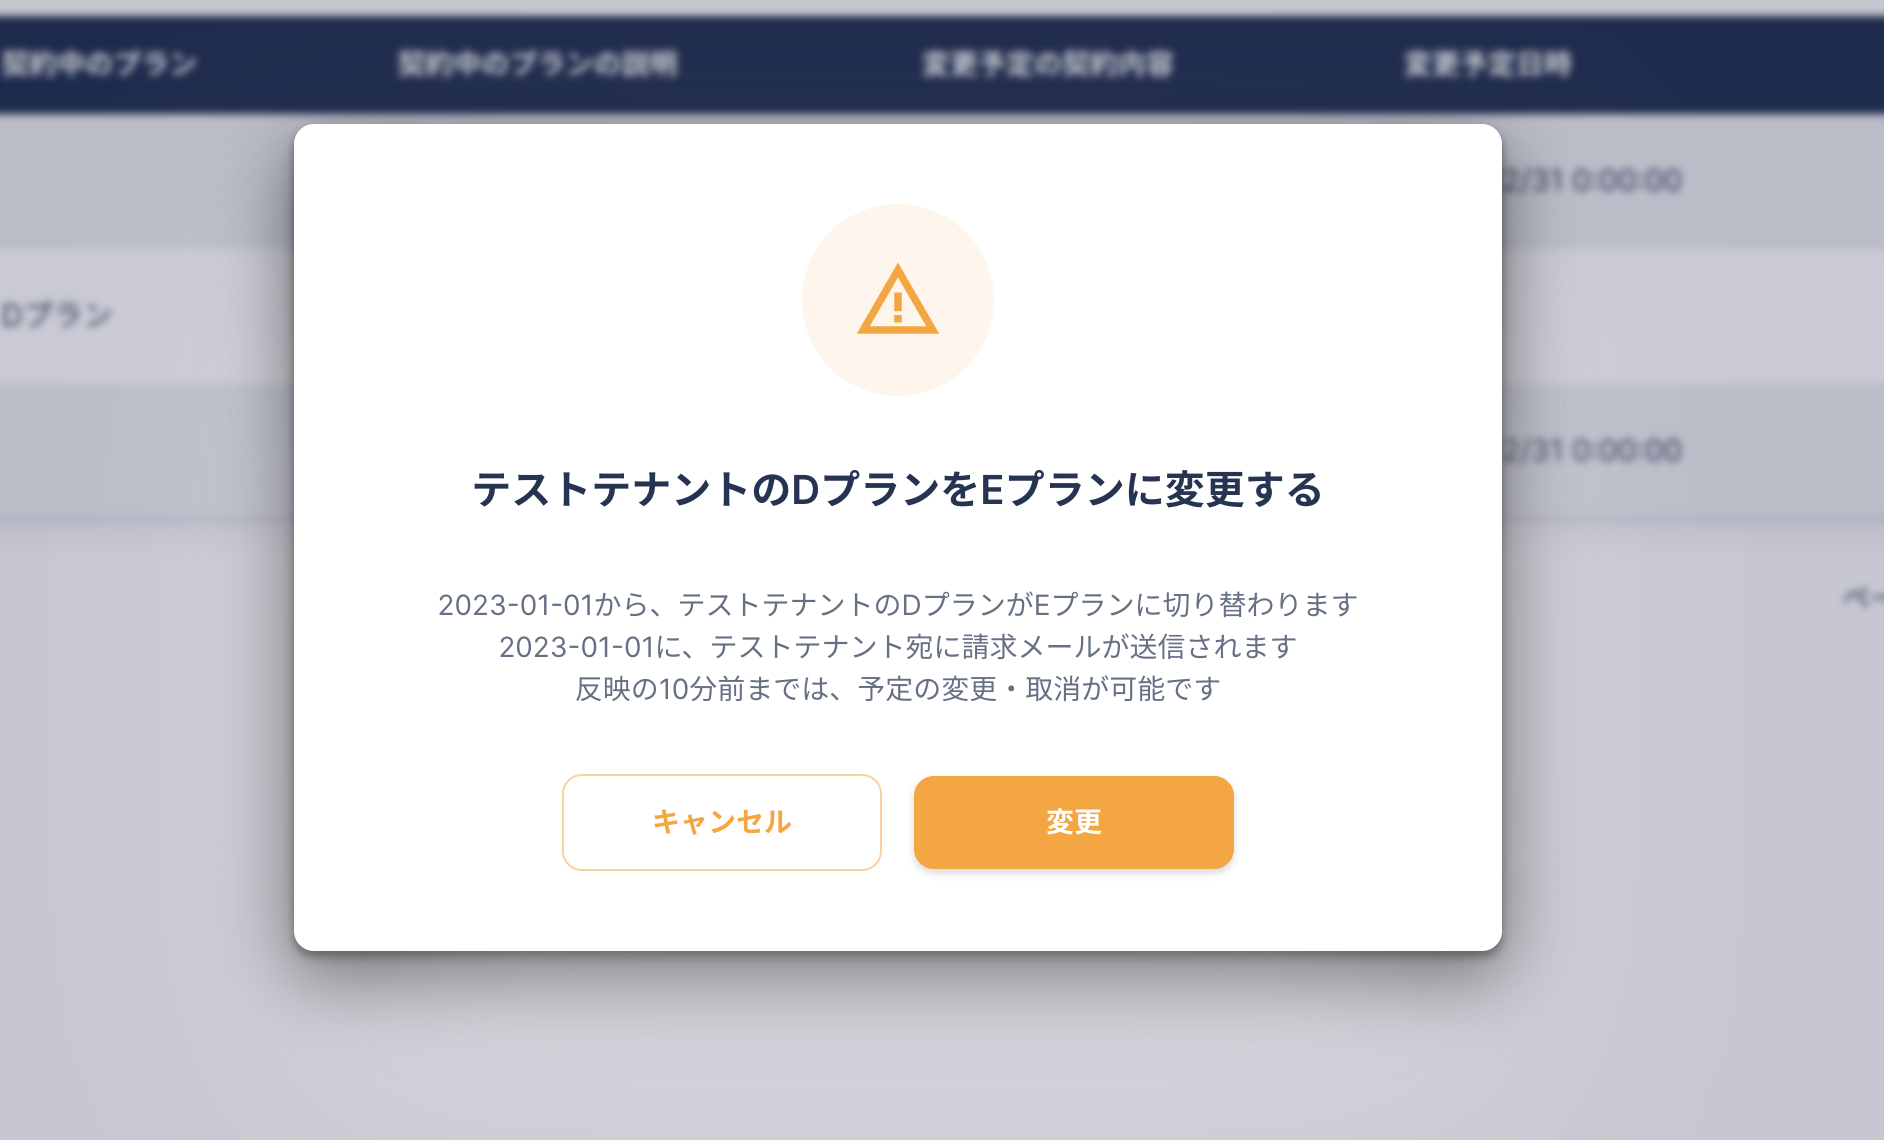 契約中のプラン
契約中のプランの説明
変更予定の契約内容
変更予定日時
2/31 0:00:00
Dプラン
2/31 0:00:00
ペー
テストテナントのDプランをEプランに変更する
2023-01-01から、テストテナントのDプランがEプランに切り替わります
2023-01-01に、テストテナント宛に請求メールが送信されます
反映の10分前までは、予定の変更・取消が可能です
キャンセル
変更